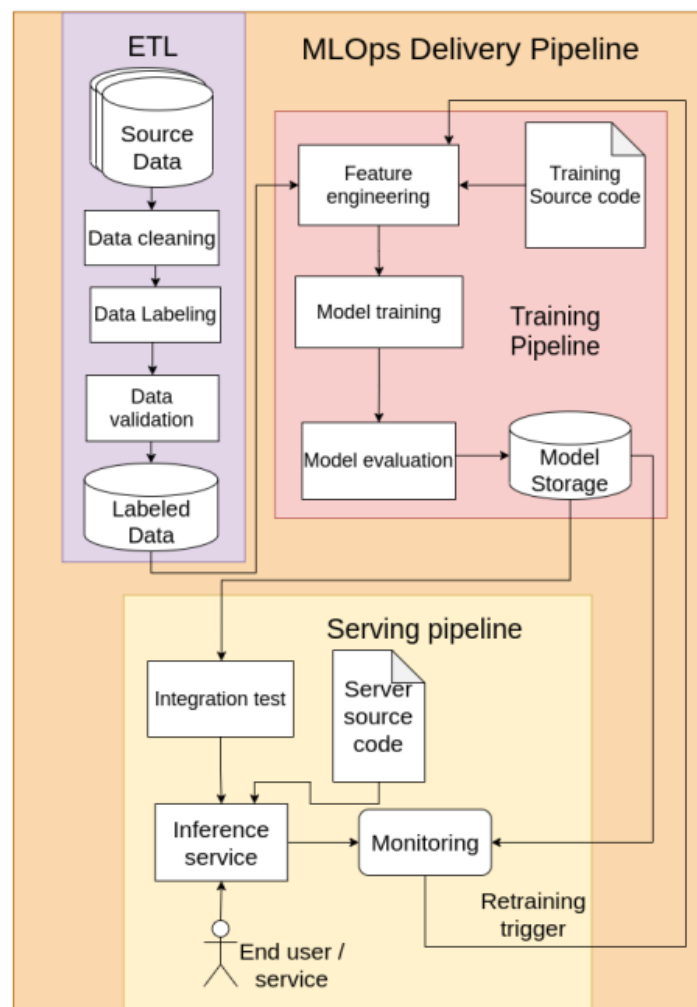 ETL
MLOps Delivery Pipeline
Source
Data
Data cleaning
Data Labeling
Data
validation
Labeled
Data
Feature
engineering
Training
Source code
Model training
Training
Pipeline
Model evaluation
Model
Storage
Serving pipeline
Integration test
Server
source
code
Inference
service
Monitoring
Retraining
trigger
End user /
service